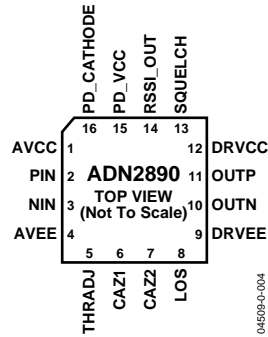 PD_CATHODE
PD_VCC
RSSI_OUT
SQUELCH
16
15
14
13
AVCC 1
PIN 2
NIN 3
AVEE 4
ADN2890
TOP VIEW
(Not To Scale)
12 DRVCC
11 OUTP
10 OUTN
9 DRVEE
5
6
7
8
THRADJ
CAZ1
CAZ2
LOS
04509-0-004